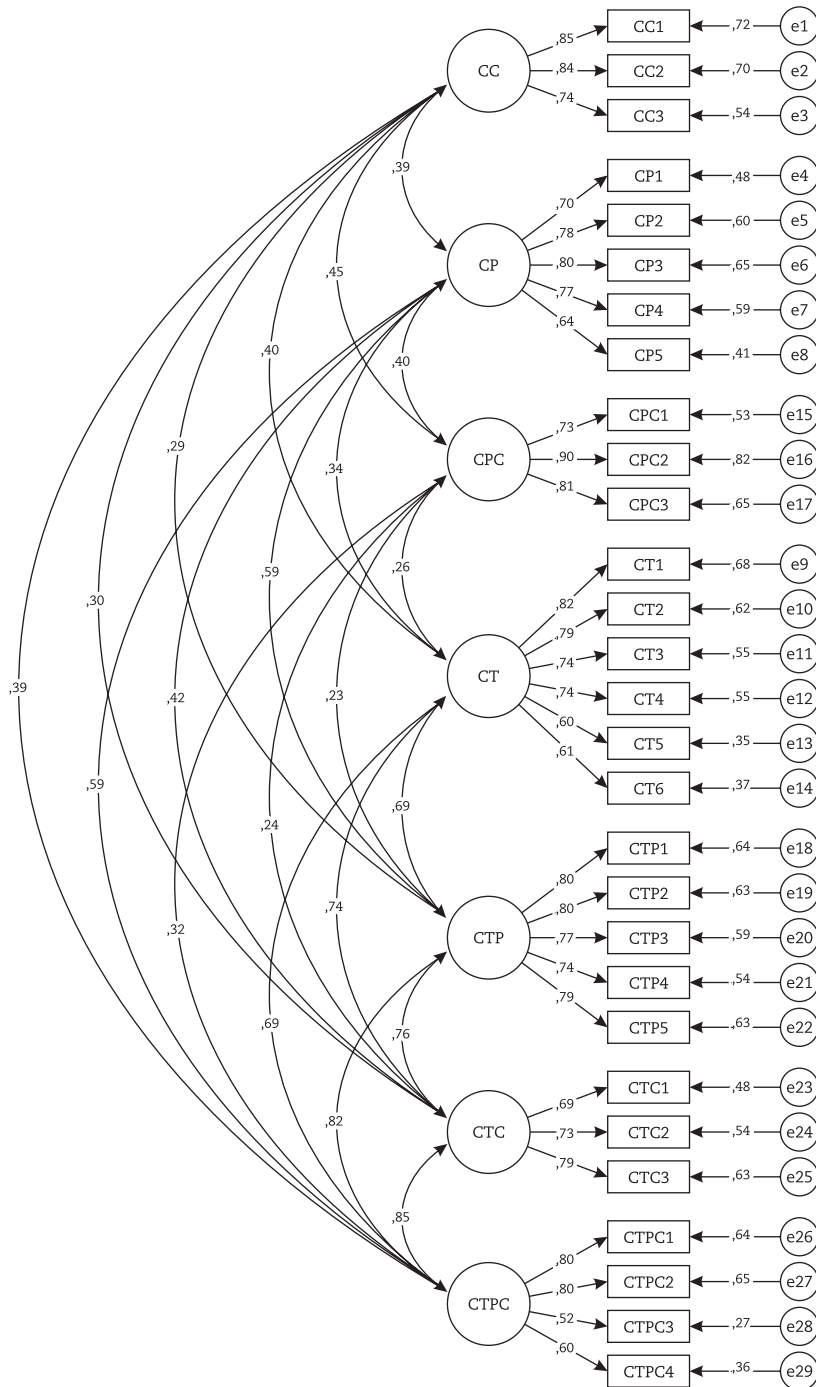 ,85 CC1 ,72 e1
CC ,84 CC2 ,70 e2
,74 CC3 ,54 e3
,39
,70 CP1 ,48 e4
,78 CP2 ,60 e5
CP ,80 CP3 ,65 e6
,77 CP4 ,59 e7
,64 CP5 ,41 e8
,45
,40
,40
,73 CPC1 ,53 e15
CPC ,90 CPC2 ,82 e16
,81 CPC3 ,65 e17
,29
,34
,59
,26
,82 CT1 ,68 e9
,79 CT2 ,62 e10
CT ,74 CT3 ,55 e11
,74 CT4 ,55 e12
,60 CT5 ,35 e13
,61 CT6 ,37 e14
,30
,39
,42
,23
,59
,24
,69
,80 CTP1 ,64 e18
,80 CTP2 ,63 e19
CTP ,77 CTP3 ,59 e20
,74 CTP4 ,54 e21
,79 CTP5 ,63 e22
,32
,74
,69
,76
,69 CTC1 ,48 e23
CTC ,73 CTC2 ,54 e24
,79 CTC3 ,63 e25
,82
,85
,80 CTPC1 ,64 e26
,80 CTPC2 ,65 e27
CTPC ,52 CTPC3 ,27 e28
,60 CTPC4 ,36 e29